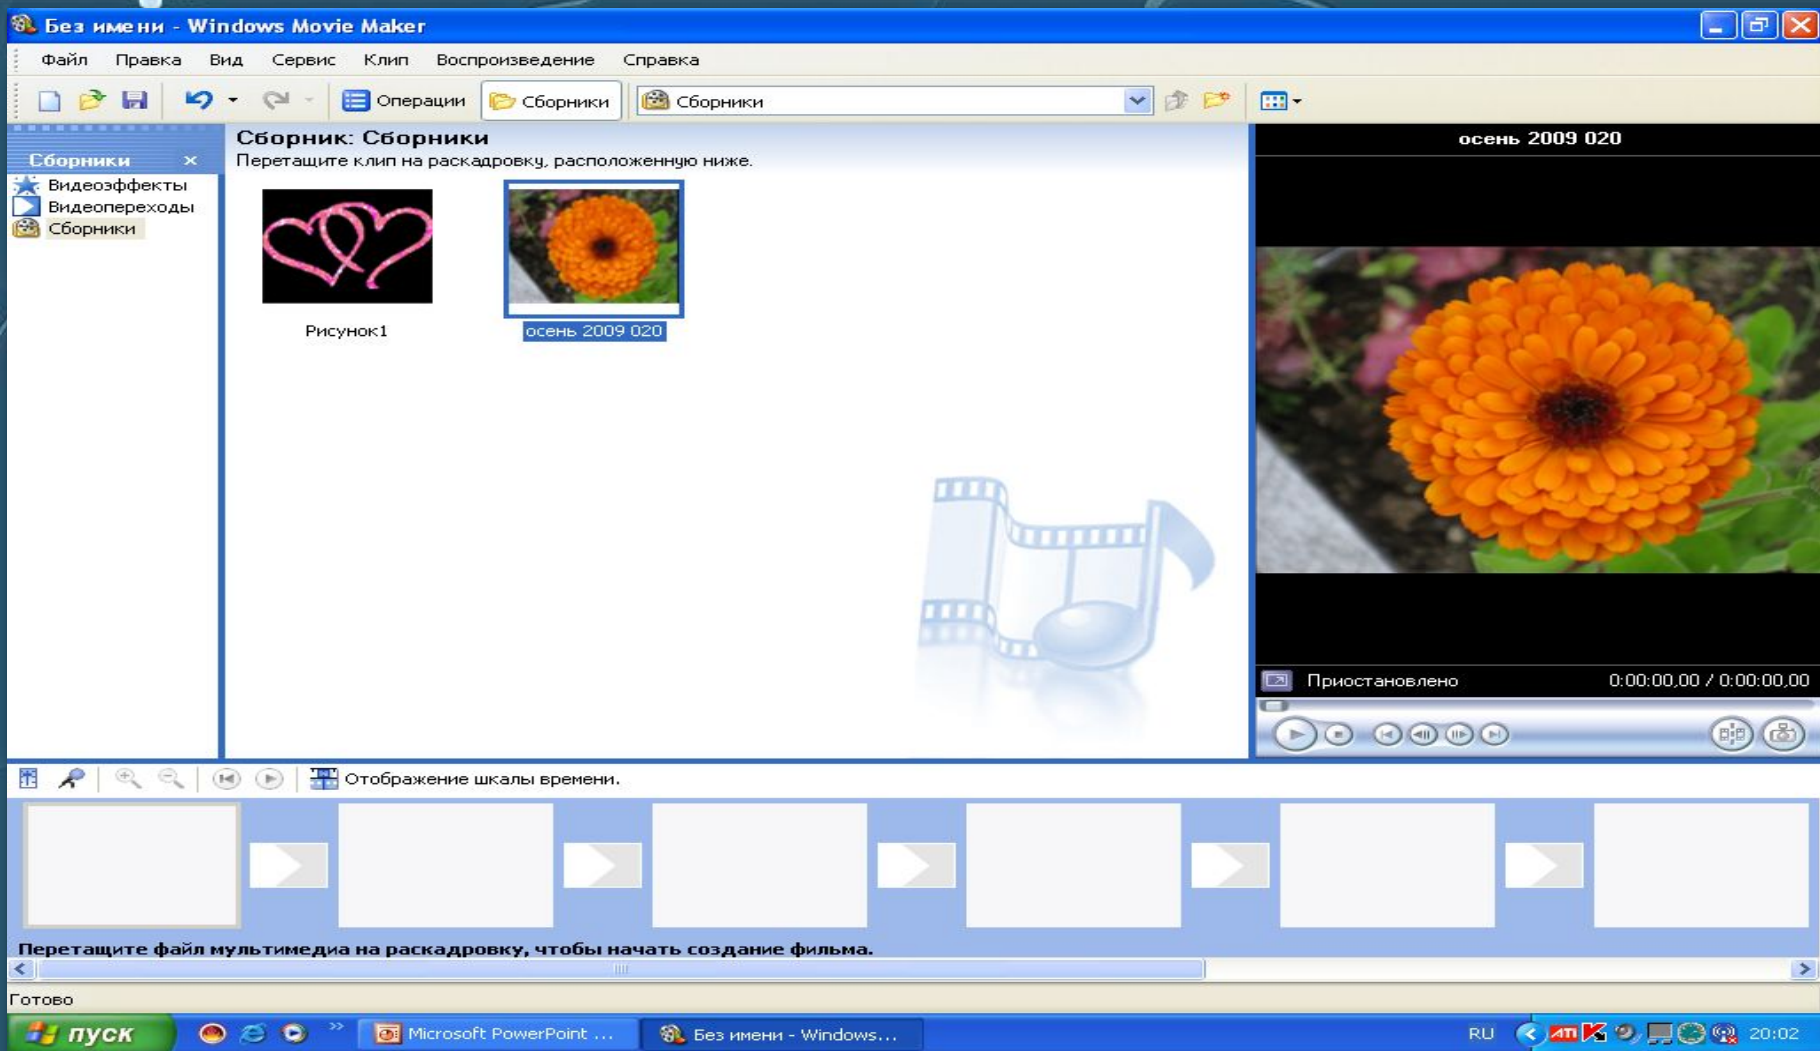 Без имени - Windows Movie Maker
Файл Правка Вид Сервис Клип Воспроизведение Справка
Операции Сборники Сборники
Сборники
Видеоэффекты
Видеопереходы
Сборники
Сборник: Сборники
Перетащите клип на раскадровку, расположенную ниже.
Рисунок1
осень 2009 020
осень 2009 020
Приостановлено 0:00:00,00 / 0:00:00,00
Отображение шкалы времени.
Перетащите файл мультимедиа на раскадровку, чтобы начать создание фильма.
Готово
пуск Microsoft PowerPoint ... Без имени - Windows... RU ATI 20:02